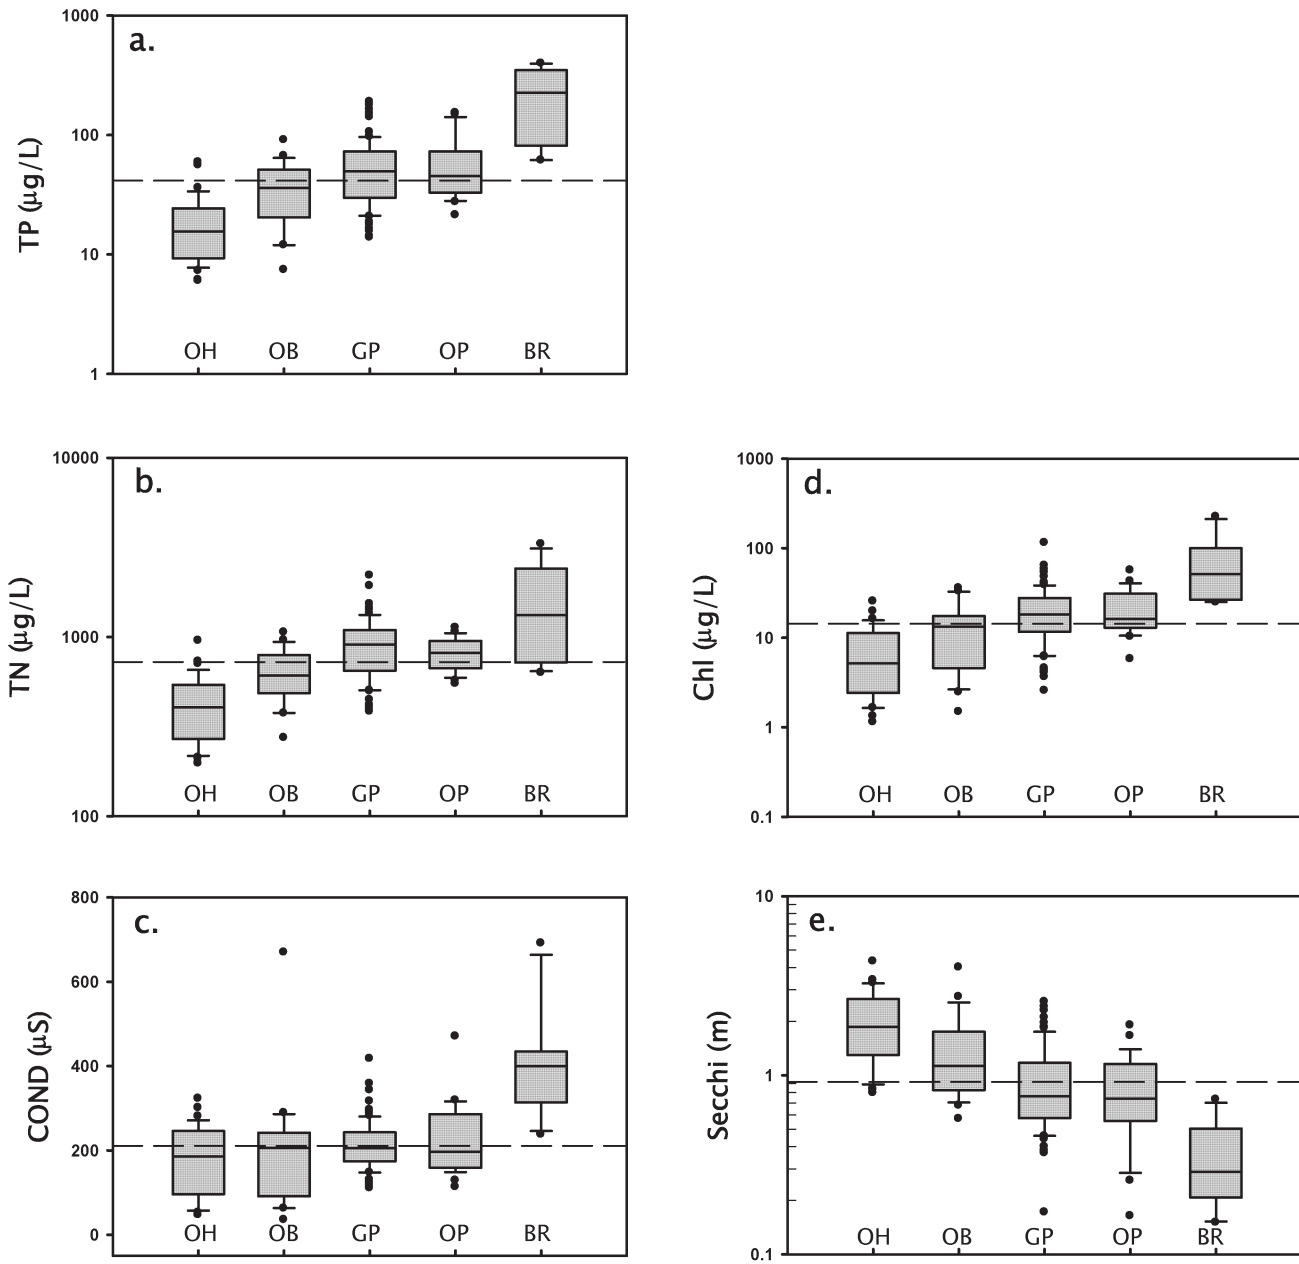 a.
1000
100
10
1
TP (μg/L)
OH OB GP OP BR
b.
10000
1000
100
TN (μg/L)
OH OB GP OP BR
d.
1000
100
10
1
0.1
Chl (μg/L)
OH OB GP OP BR
c.
800
600
400
200
0
COND (μS)
OH OB GP OP BR
e.
10
1
0.1
Secchi (m)
OH OB GP OP BR